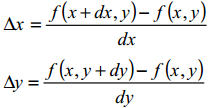 Δx = f(x+dx,y)−f(x,y) / dx
Δy = f(x,y+dy)−f(x,y) / dy